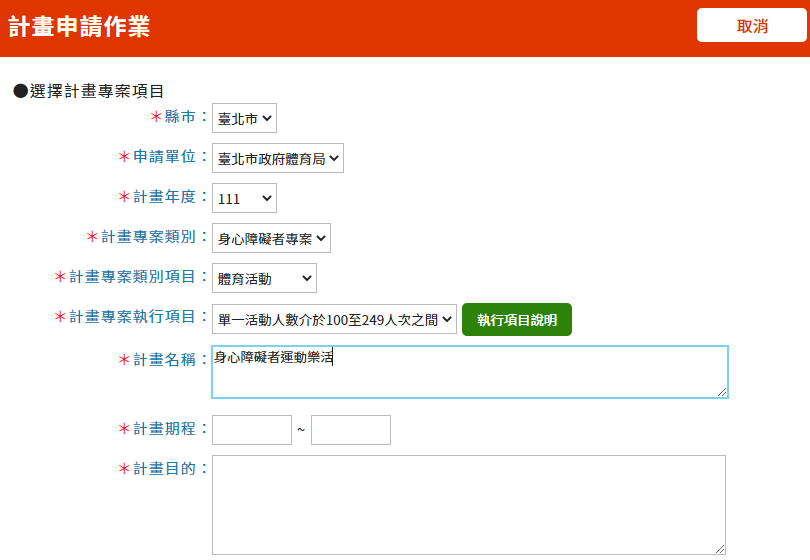 計畫申請作業
取消
●選擇計畫專案項目
＊縣市：臺北市
＊申請單位：臺北市政府體育局
＊計畫年度：111
＊計畫專案類別：身心障礙者專案
＊計畫專案類別項目：體育活動
＊計畫專案執行項目：單一活動人數介於100至249人次之間 執行項目說明
＊計畫名稱：身心障礙者運動樂活
＊計畫期程：~
＊計畫目的：